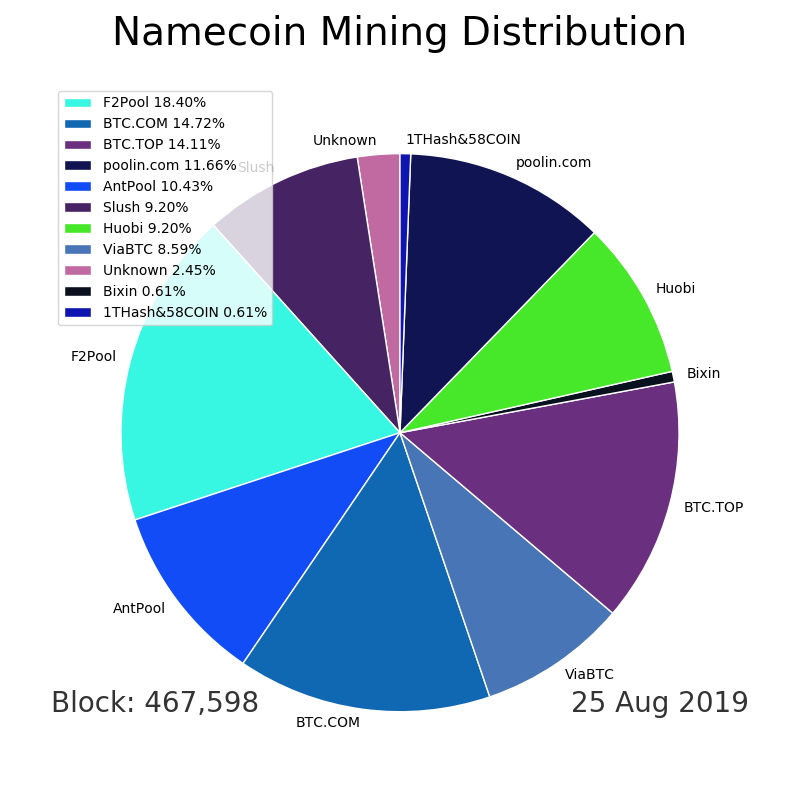 Namecoin Mining Distribution
F2Pool 18.40%
BTC.COM 14.72%
BTC.TOP 14.11%
poolin.com 11.66%
AntPool 10.43%
Slush 9.20%
Huobi 9.20%
ViaBTC 8.59%
Unknown 2.45%
Bixin 0.61%
1THash&58COIN 0.61%
Unknown
1THash&58COIN
poolin.com
Slush
Huobi
F2Pool
Bixin
BTC.TOP
AntPool
ViaBTC
BTC.COM
Block: 467,598
25 Aug 2019